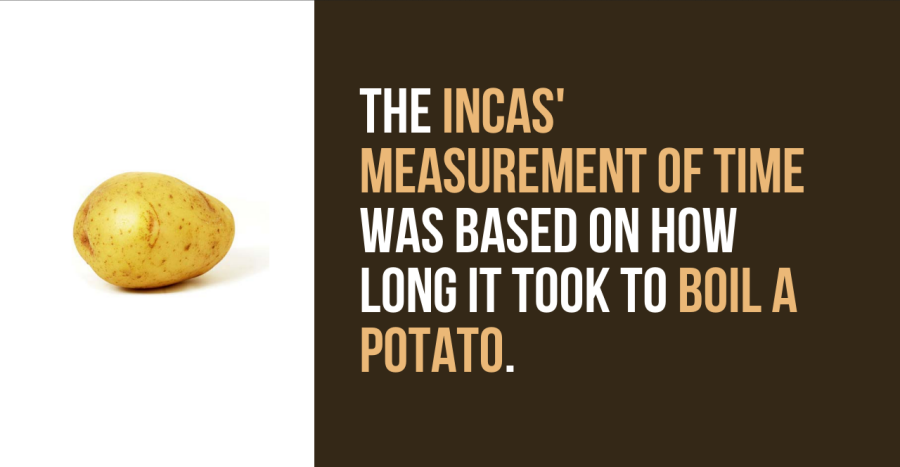 THE INCAS'
MEASUREMENT OF TIME
WAS BASED ON HOW
LONG IT TOOK TO BOIL A
POTATO.